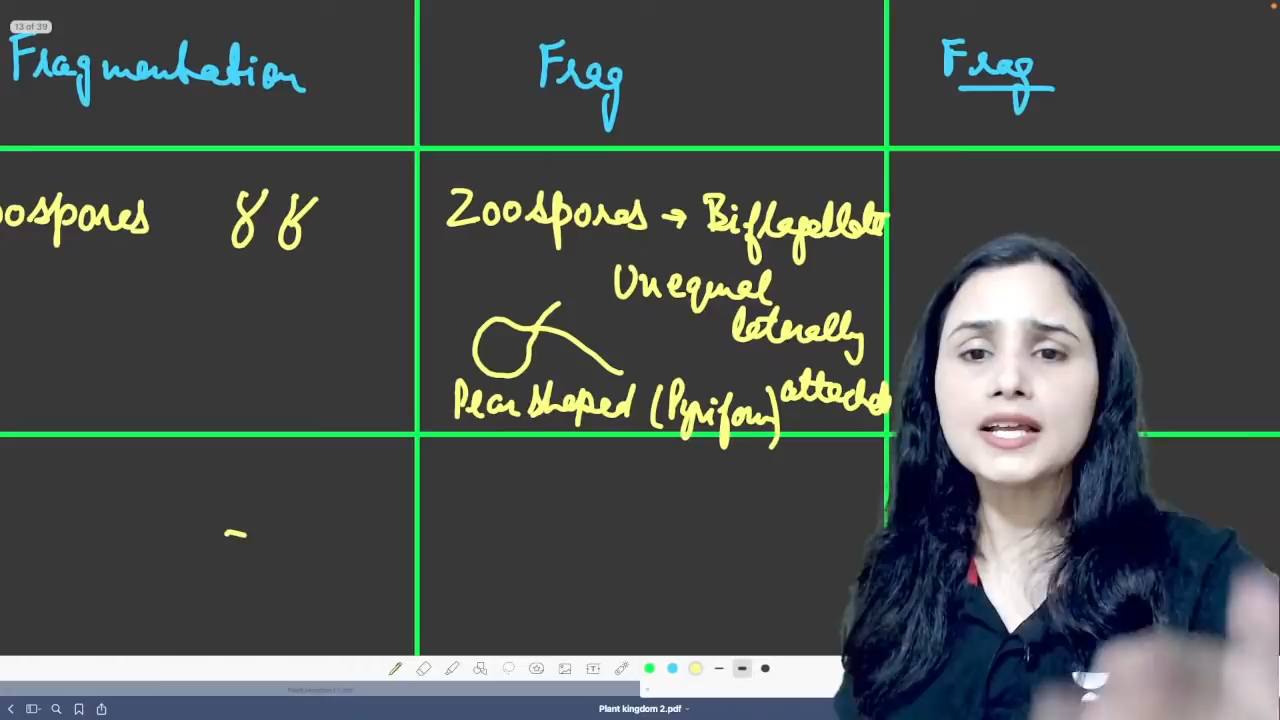 13 of 39
Fragmentation
Frag
Frag
oospores
Zoospores → Biflagellate
Unequal
laterally
attached
Pear shaped (Pyriform)
Plant kingdom 2.pdf